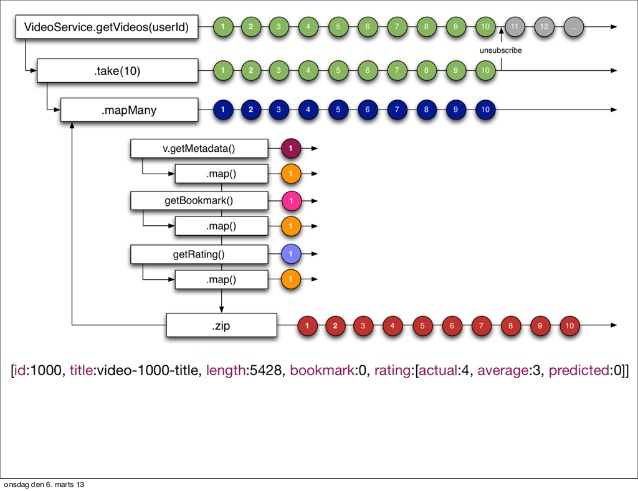 VideoService.getVideos(userId) 1 2 3 4 5 6 7 8 9 10 11 12
unsubscribe
.take(10) 1 2 3 4 5 6 7 8 9 10
.mapMany 1 2 3 4 5 6 7 8 9 10
v.getMetadata() 1
.map() 1
getBookmark() 1
.map() 1
getRating() 1
.map() 1
.zip 1 2 3 4 5 6 7 8 9 10
[id:1000, title:video-1000-title, length:5428, bookmark:0, rating:[actual:4, average:3, predicted:0]]
onsdag den 6. marts 13